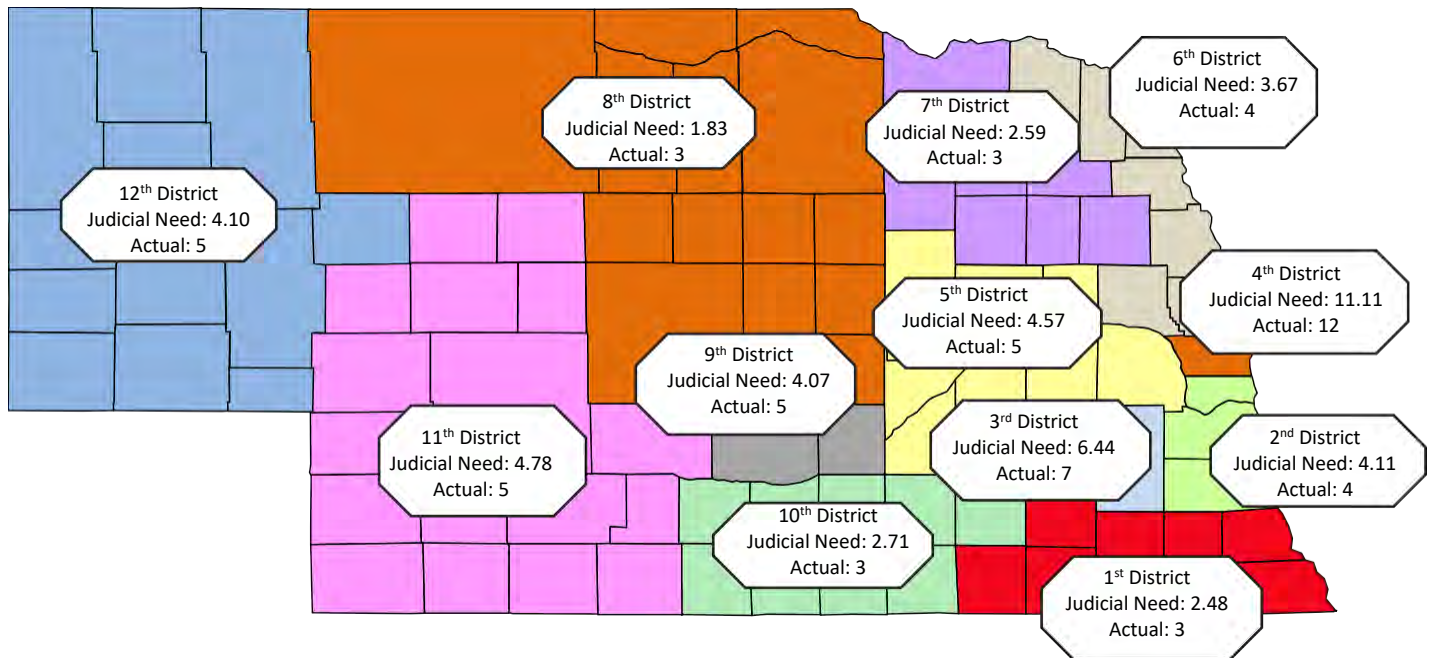 6th District
Judicial Need: 3.67
Actual: 4
8th District
Judicial Need: 1.83
Actual: 3
7th District
Judicial Need: 2.59
Actual: 3
12th District
Judicial Need: 4.10
Actual: 5
4th District
Judicial Need: 11.11
Actual: 12
5th District
Judicial Need: 4.57
Actual: 5
9th District
Judicial Need: 4.07
Actual: 5
3rd District
Judicial Need: 6.44
Actual: 7
11th District
Judicial Need: 4.78
Actual: 5
2nd District
Judicial Need: 4.11
Actual: 4
10th District
Judicial Need: 2.71
Actual: 3
1st District
Judicial Need: 2.48
Actual: 3